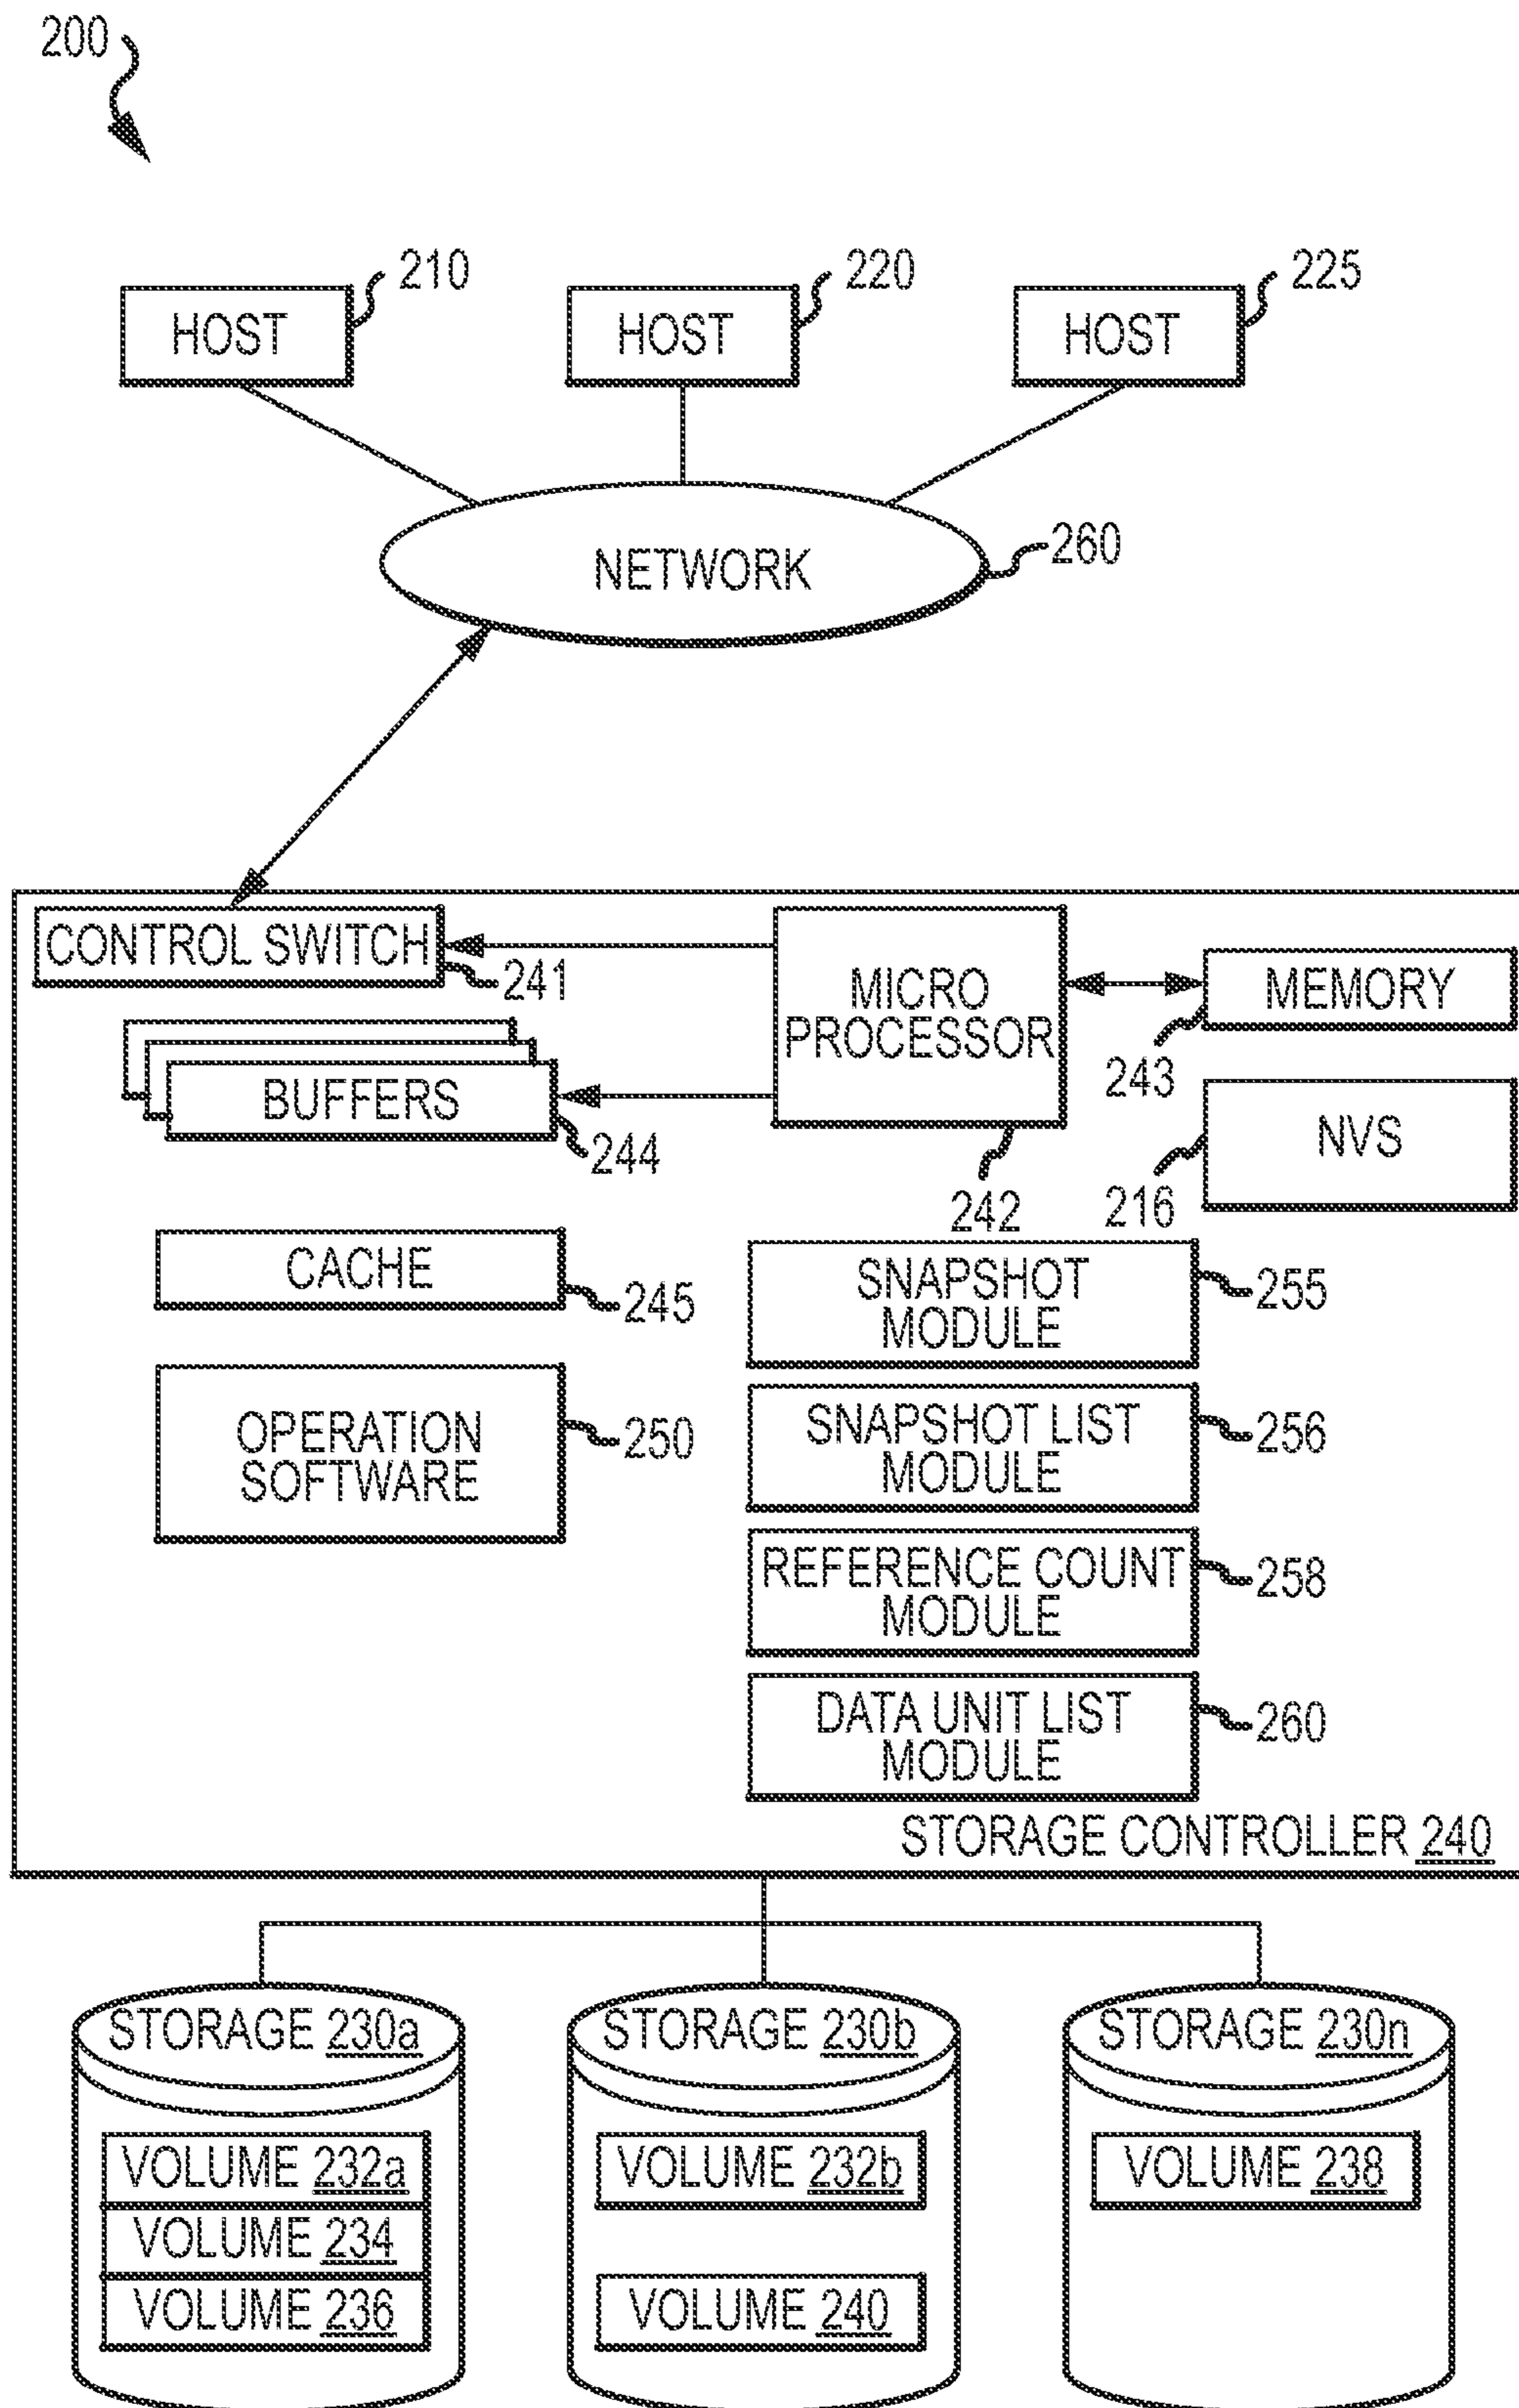 200
HOST 210
HOST 220
HOST 225
NETWORK 260
CONTROL SWITCH
241
MICRO
PROCESSOR
242
MEMORY
243
BUFFERS
244
NVS
216
CACHE
245
OPERATION
SOFTWARE
250
SNAPSHOT
MODULE
255
SNAPSHOT LIST
MODULE
256
REFERENCE COUNT
MODULE
258
DATA UNIT LIST
MODULE
260
STORAGE CONTROLLER 240
STORAGE 230a
VOLUME 232a
VOLUME 234
VOLUME 236
STORAGE 230b
VOLUME 232b
VOLUME 240
STORAGE 230n
VOLUME 238